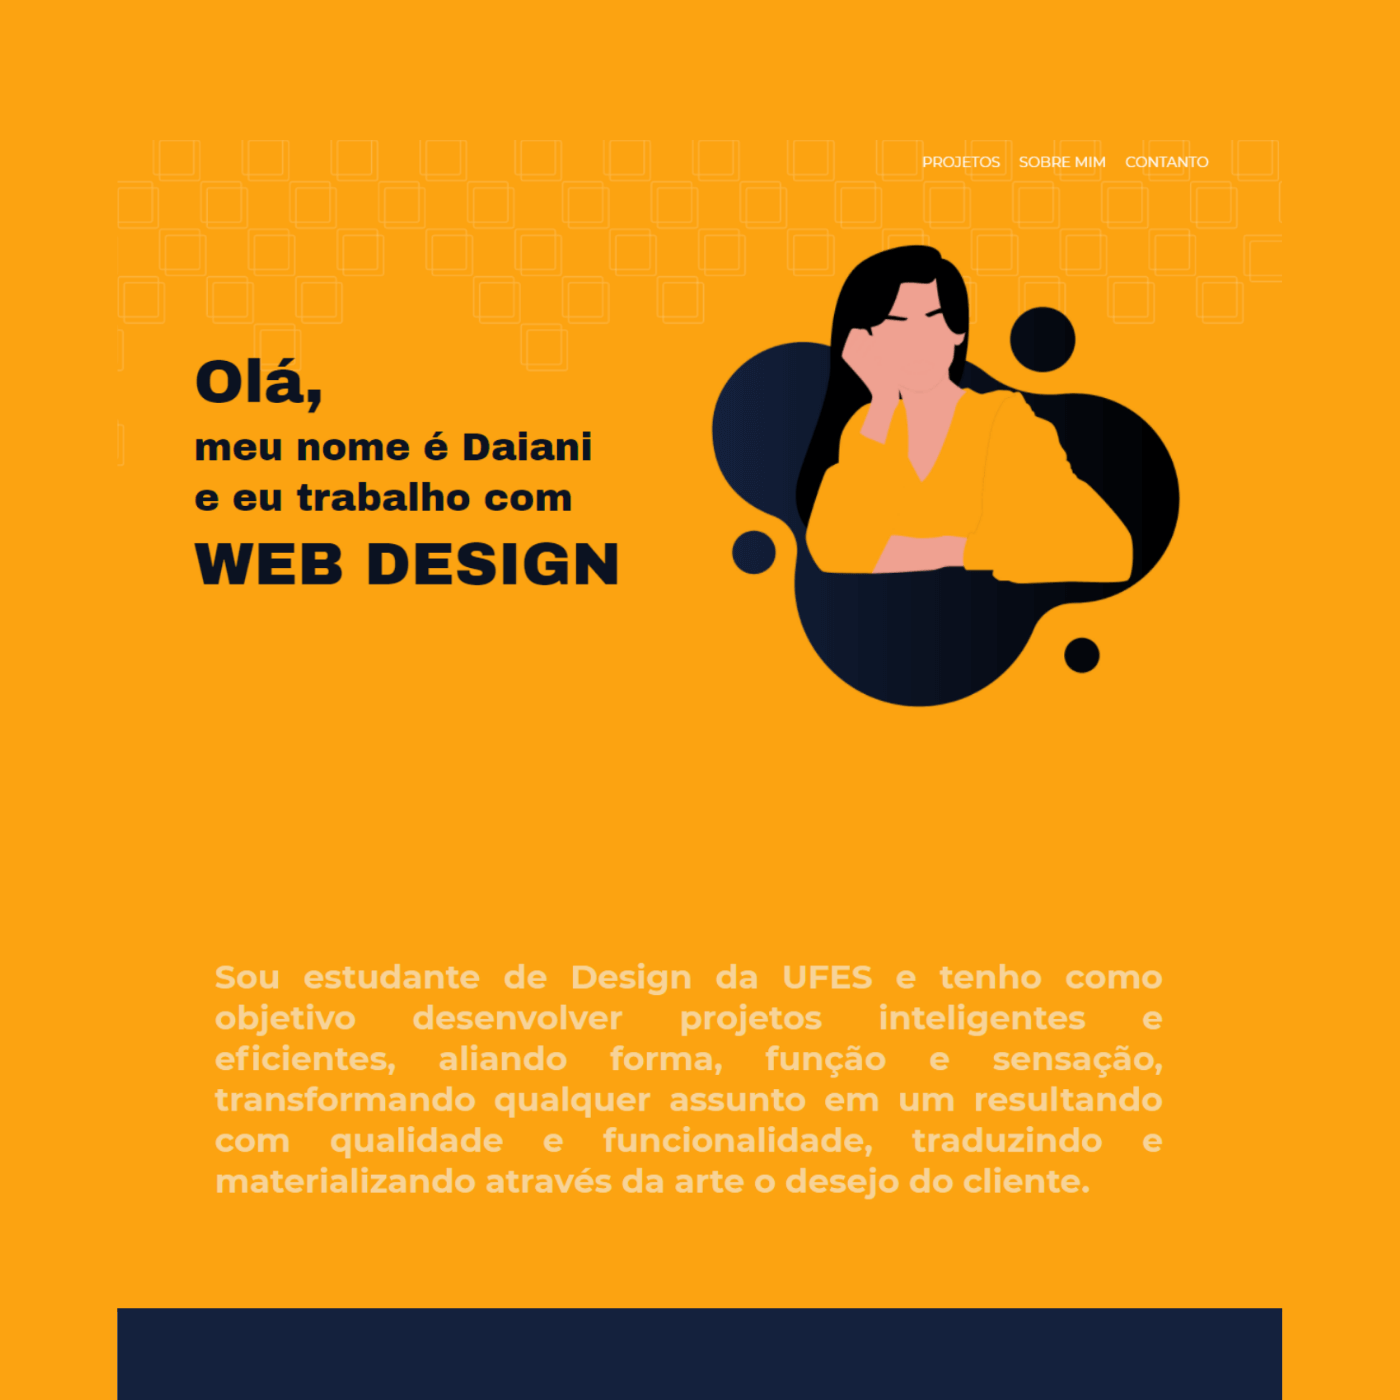 PROJETOS SOBRE MIM CONTANTO
Olá,
meu nome é Daiani
e eu trabalho com
WEB DESIGN
Sou estudante de Design da UFES e tenho como
objetivo desenvolver projetos inteligentes e
eficientes, aliando forma, função e sensação,
transformando qualquer assunto em um resultando
com qualidade e funcionalidade, traduzindo e
materializando através da arte o desejo do cliente.